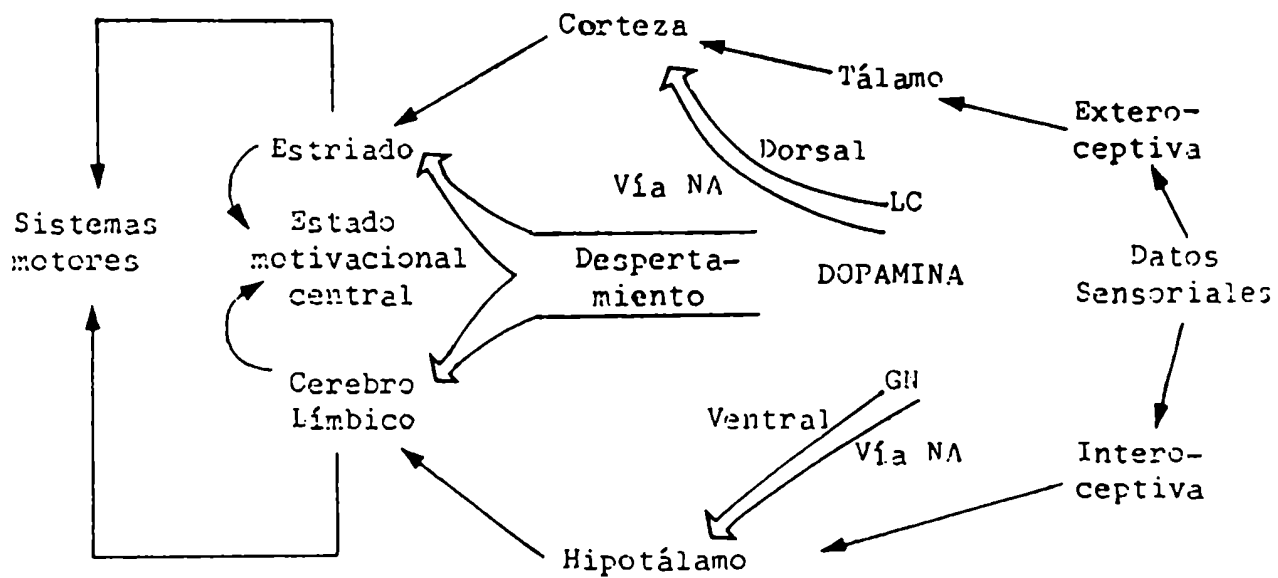 Corteza
Tálamo
Extero-
ceptiva
Dorsal
Estriado
Vía NA
LC
Sistemas
motores
Estado
motivacional
central
Desperta-
miento
DOPAMINA
Datos
Sensoriales
Cerebro
Límbico
GN
Ventral
Vía NA
Intero-
ceptiva
Hipotálamo